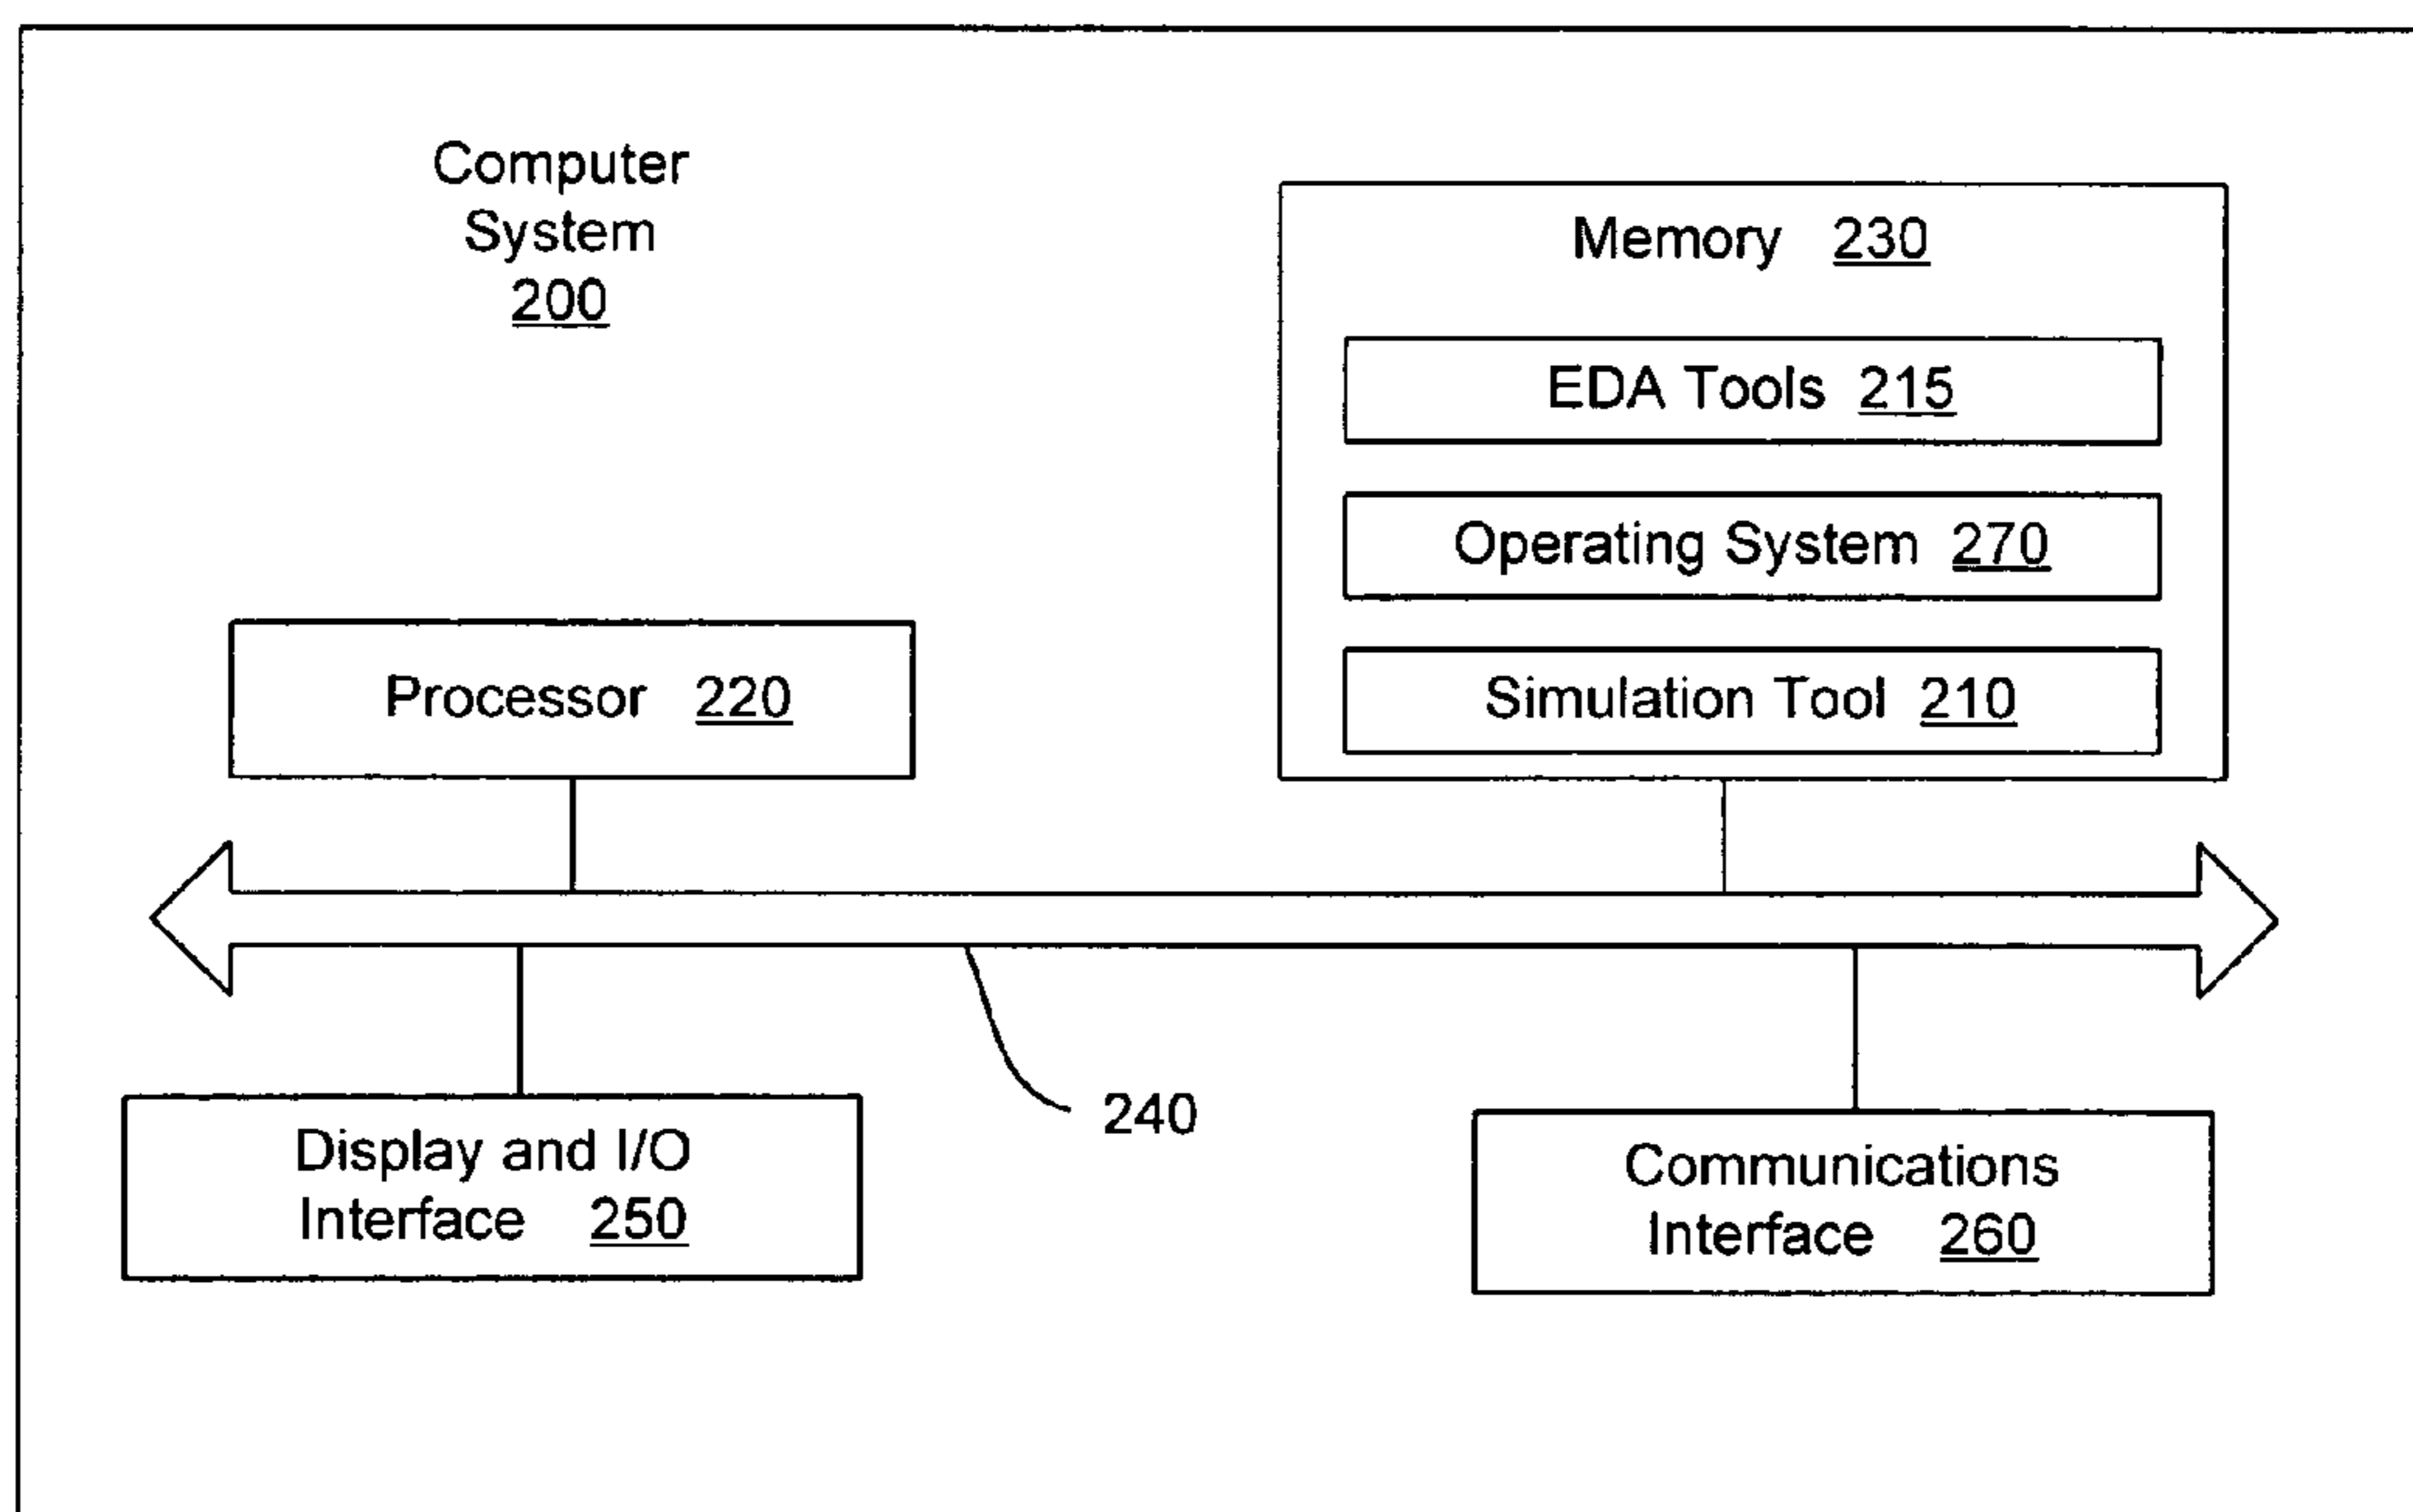 Computer
System
200
Memory 230
EDA Tools 215
Operating System 270
Simulation Tool 210
Processor 220
240
Display and I/O
Interface 250
Communications
Interface 260